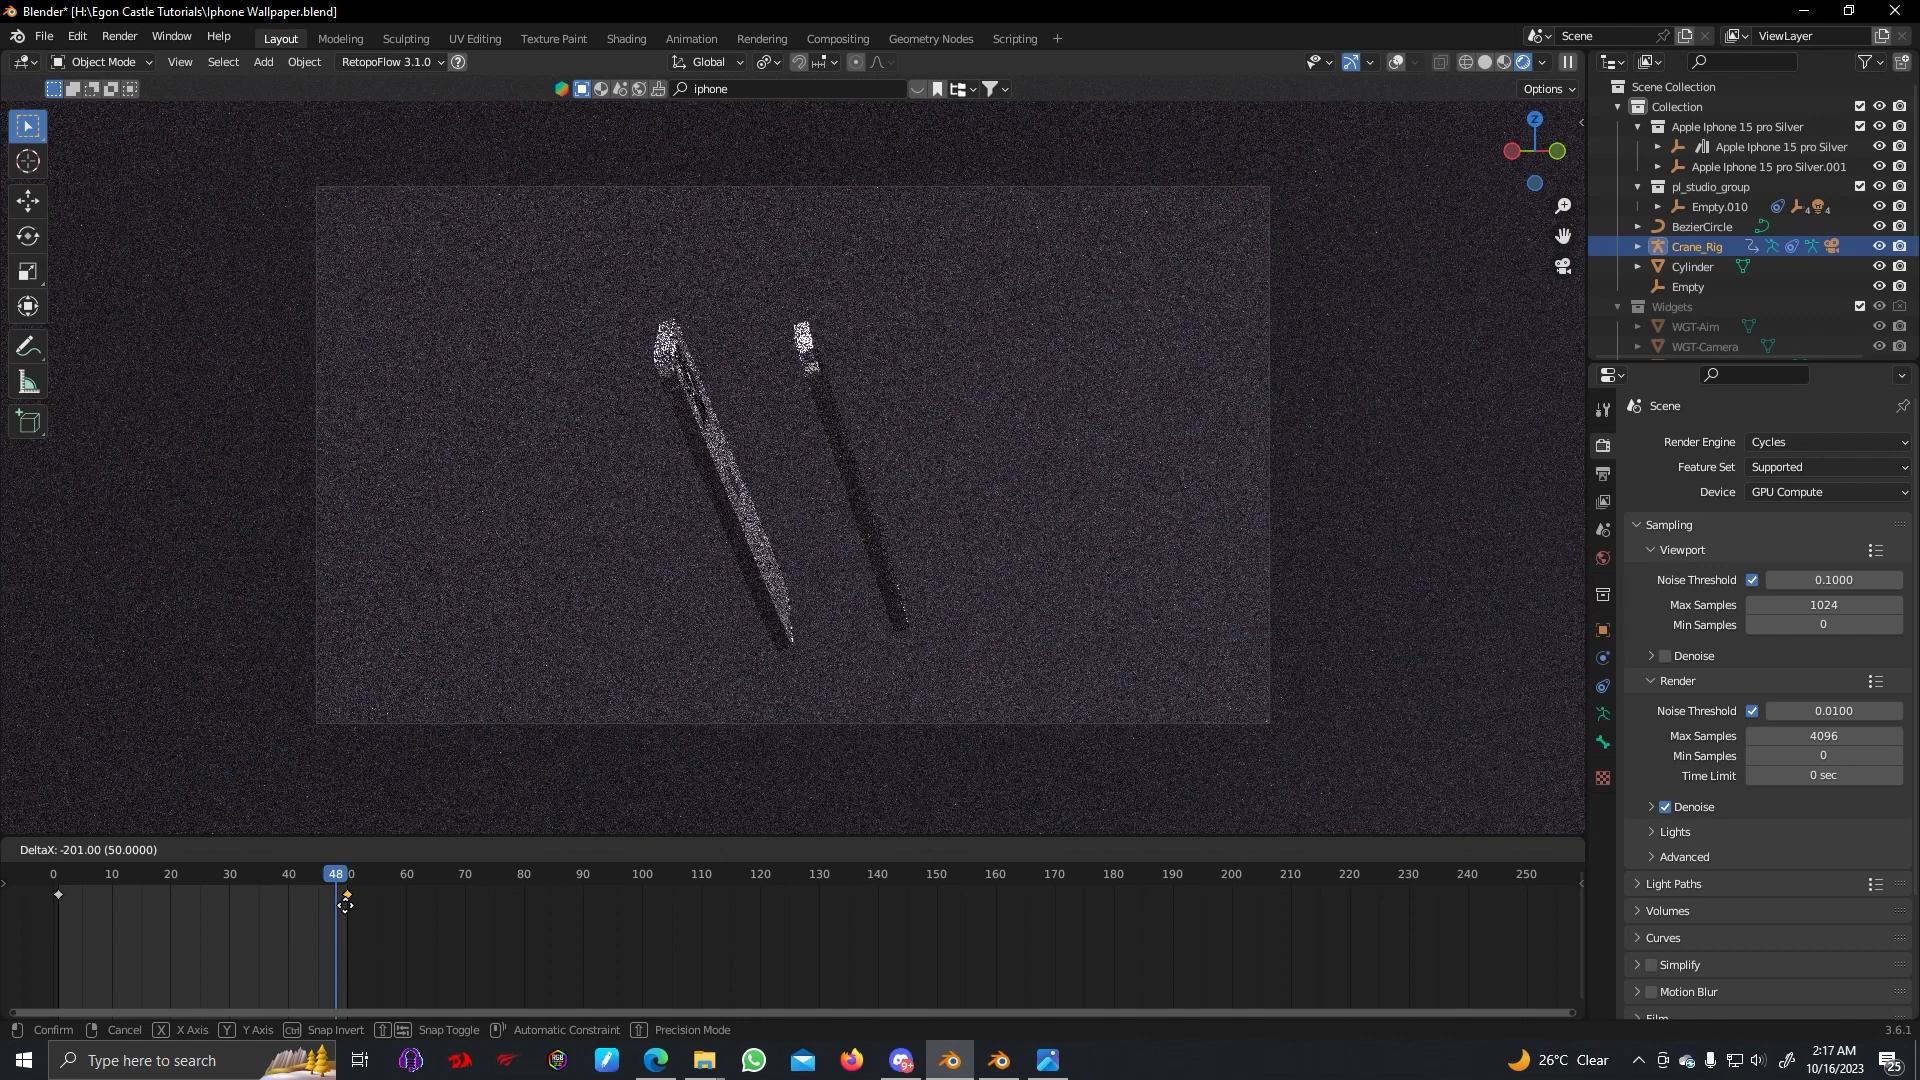 Blender* [H:\Egon Castle Tutorials\Iphone Wallpaper.blend]
File Edit Render Window Help Layout Modeling Sculpting UV Editing Texture Paint Shading Animation Rendering Compositing Geometry Nodes Scripting + Scene ViewLayer
Object Mode View Select Add Object RetopoFlow 3.1.0 ? Global
iphone Options
Z
Scene Collection
Collection
Apple Iphone 15 pro Silver
Apple Iphone 15 pro Silver
Apple Iphone 15 pro Silver.001
pl_studio_group
Empty.010 4 4
BezierCircle
Crane_Rig
Cylinder
Empty
Widgets
WGT-Aim
WGT-Camera
Scene
Render Engine Cycles
Feature Set Supported
Device GPU Compute
Sampling
Viewport
Noise Threshold 0.1000
Max Samples 1024
Min Samples 0
Denoise
Render
Noise Threshold 0.0100
Max Samples 4096
Min Samples 0
Time Limit 0 sec
Denoise
Lights
Advanced
Light Paths
Volumes
Curves
Simplify
Motion Blur
Film
DeltaX: -201.00 (50.0000)
0 10 20 30 40 48 0 60 70 80 90 100 110 120 130 140 150 160 170 180 190 200 210 220 230 240 250
Confirm Cancel X X Axis Y Y Axis Ctrl Snap Invert Snap Toggle Automatic Constraint Precision Mode 3.6.1
Type here to search 9+ 26°C Clear 2:17 AM
10/16/2023 25